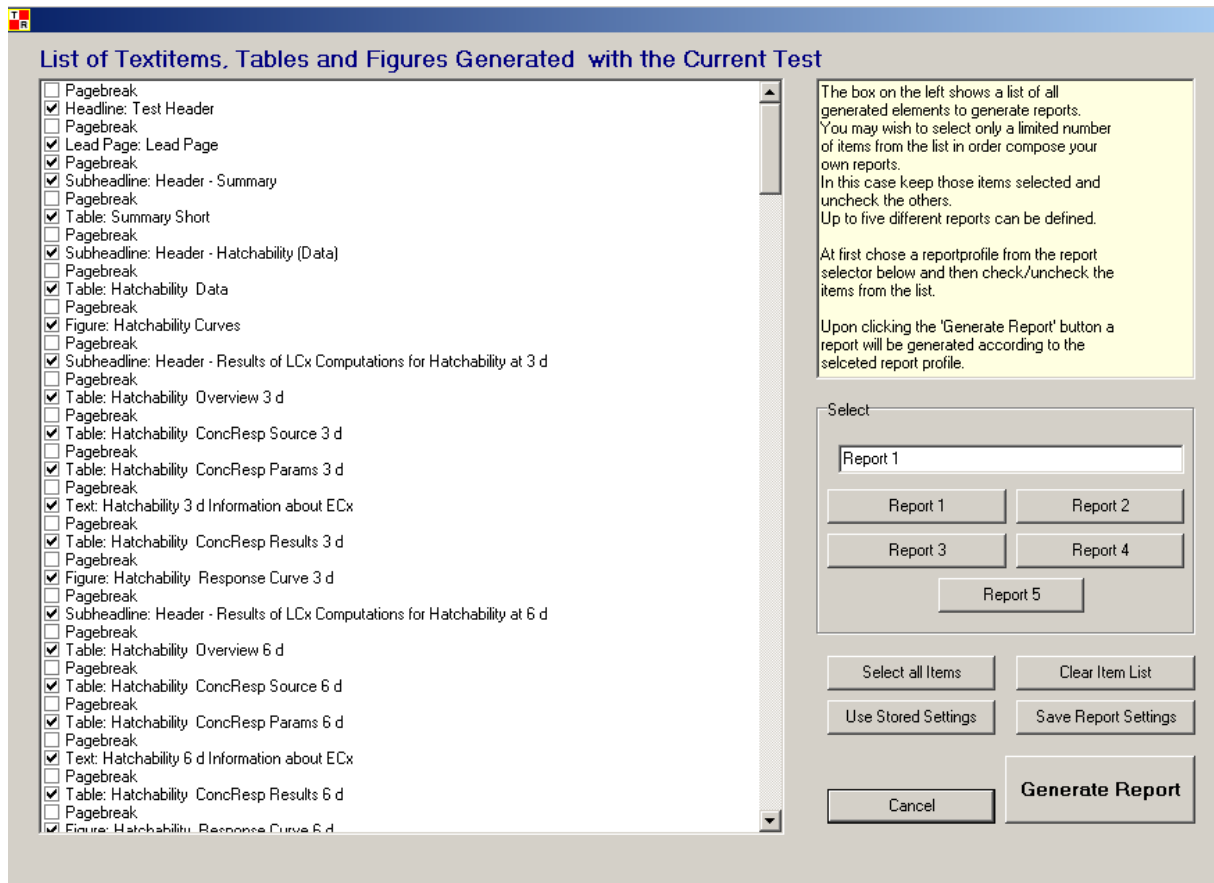 T
R
List of Textitems, Tables and Figures Generated with the Current Test
Pagebreak
Headline: Test Header
Pagebreak
Lead Page: Lead Page
Pagebreak
Subheadline: Header - Summary
Pagebreak
Table: Summary Short
Pagebreak
Subheadline: Header - Hatchability (Data)
Pagebreak
Table: Hatchability Data
Pagebreak
Figure: Hatchability Curves
Pagebreak
Subheadline: Header - Results of LCx Computations for Hatchability at 3 d
Pagebreak
Table: Hatchability Overview 3 d
Pagebreak
Table: Hatchability ConcResp Source 3 d
Pagebreak
Table: Hatchability ConcResp Params 3 d
Pagebreak
Text: Hatchability 3 d Information about ECx
Pagebreak
Table: Hatchability ConcResp Results 3 d
Pagebreak
Figure: Hatchability Response Curve 3 d
Pagebreak
Subheadline: Header - Results of LCx Computations for Hatchability at 6 d
Pagebreak
Table: Hatchability Overview 6 d
Pagebreak
Table: Hatchability ConcResp Source 6 d
Pagebreak
Table: Hatchability ConcResp Params 6 d
Pagebreak
Text: Hatchability 6 d Information about ECx
Pagebreak
Table: Hatchability ConcResp Results 6 d
Pagebreak
Figure: Hatchability Response Curve 6 d
The box on the left shows a list of all
generated elements to generate reports.
You may wish to select only a limited number
of items from the list in order compose your
own reports.
In this case keep those items selected and
uncheck the others.
Up to five different reports can be defined.
At first chose a reportprofile from the report
selector below and then check/uncheck the
items from the list.
Upon clicking the 'Generate Report' button a
report will be generated according to the
selceted report profile.
Select
Report 1
Report 1
Report 2
Report 3
Report 4
Report 5
Select all Items
Clear Item List
Use Stored Settings
Save Report Settings
Cancel
Generate Report